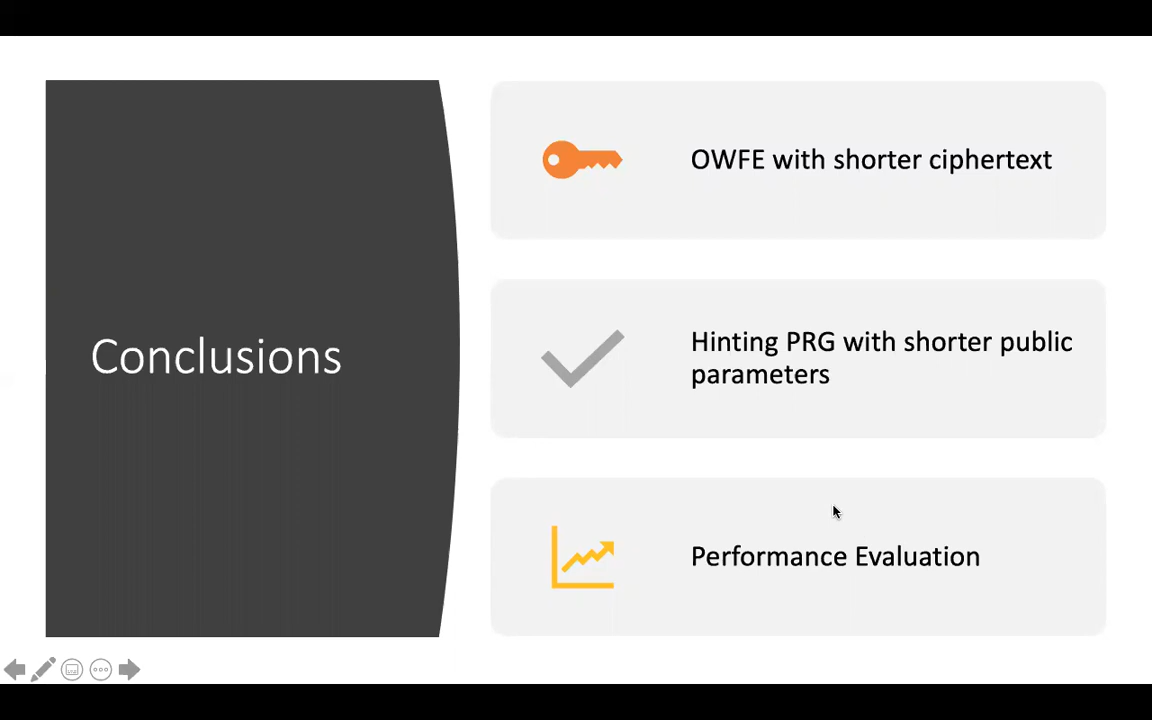 Conclusions
OWFE with shorter ciphertext
Hinting PRG with shorter public
parameters
Performance Evaluation